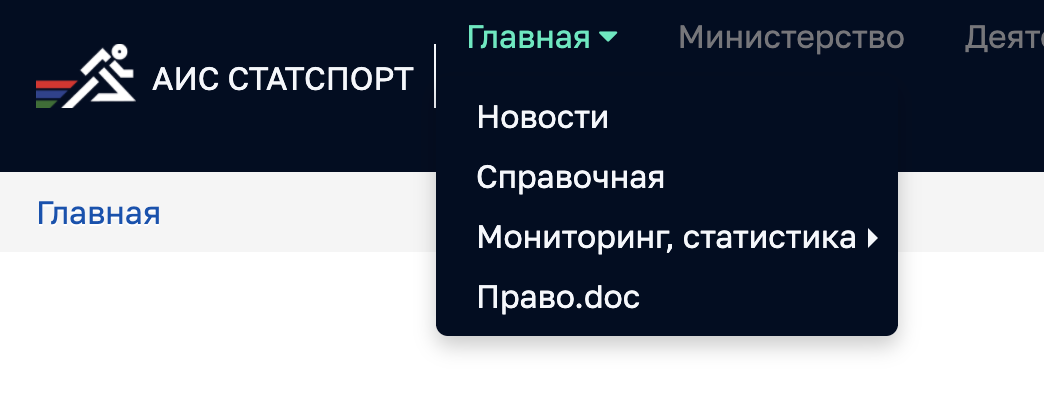 АИС СТАТСПОРТ
Главная
Министерство
Новости
Справочная
Мониторинг, статистика
Право.doc
Главная